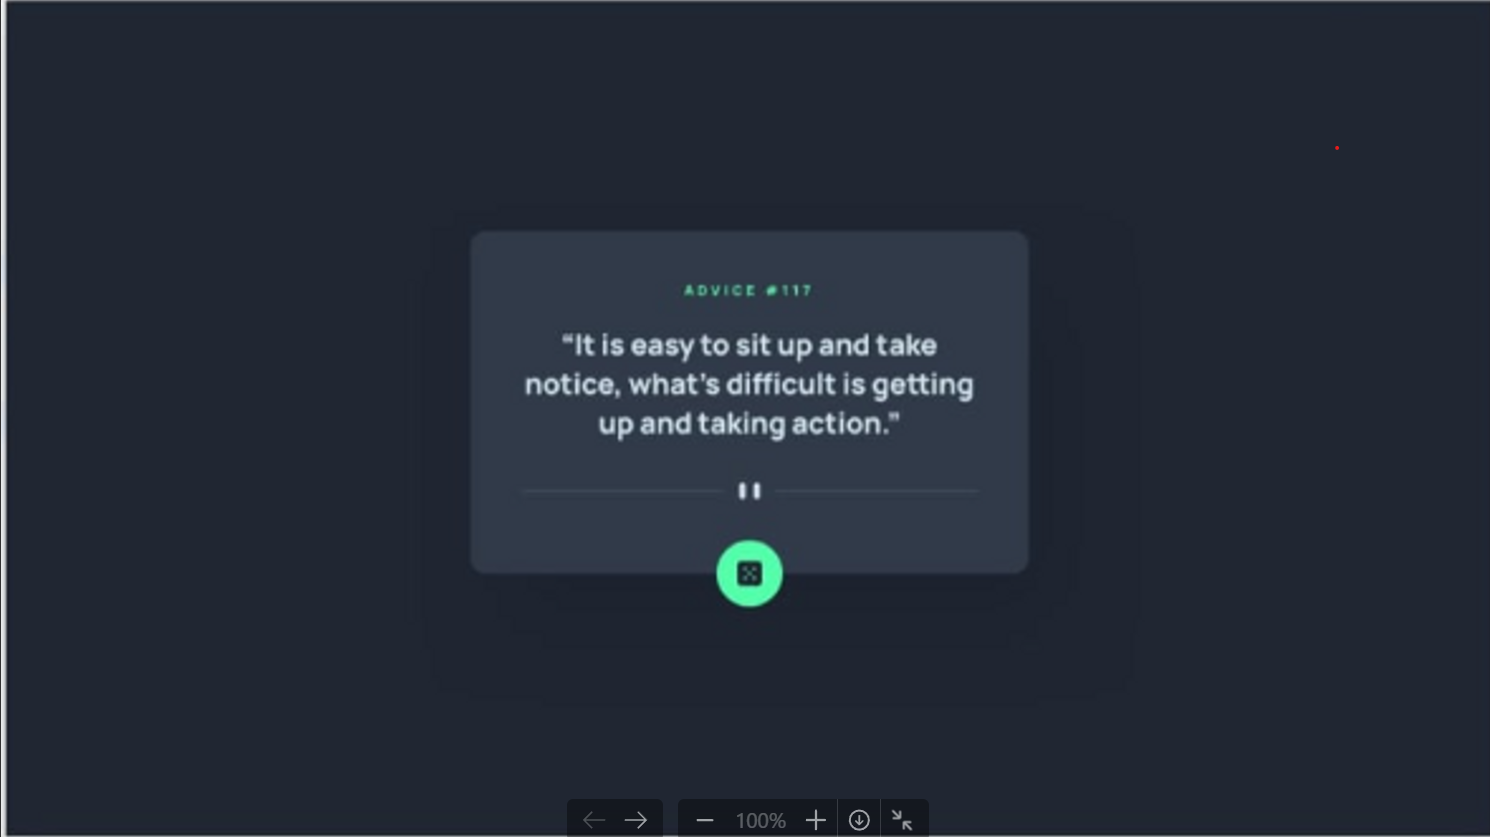 ADVICE #117
“It is easy to sit up and take
notice, what’s difficult is getting
up and taking action.”
100%